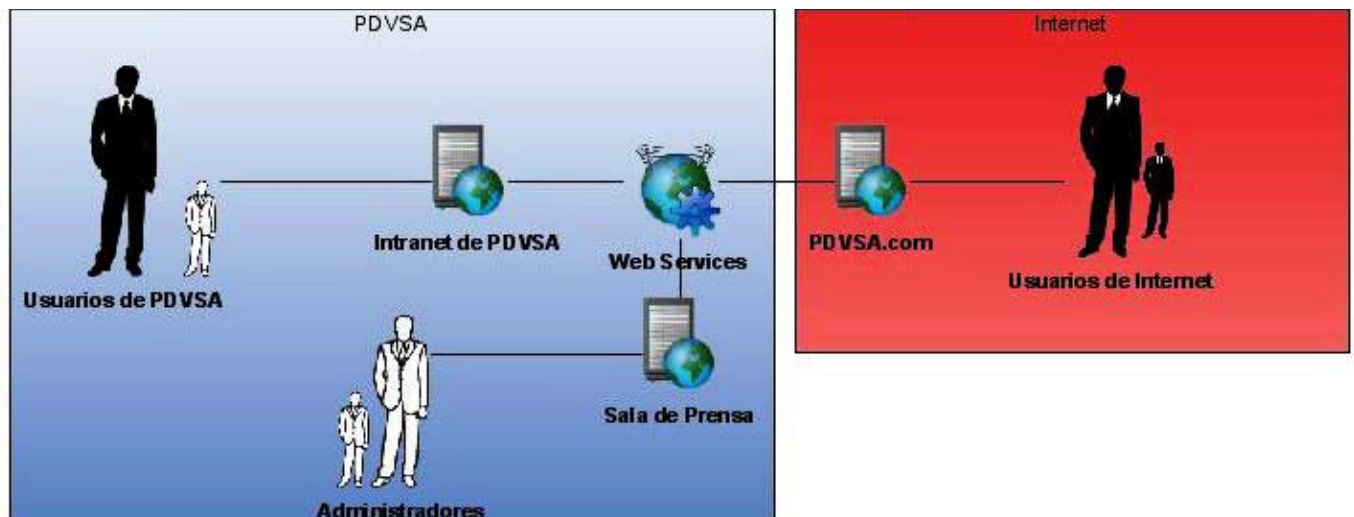 PDVSA
Internet
Intranet de PDVSA
Web Services
PDVSA.com
Usuarios de PDVSA
Usuarios de Internet
Sala de Prensa
Administradores